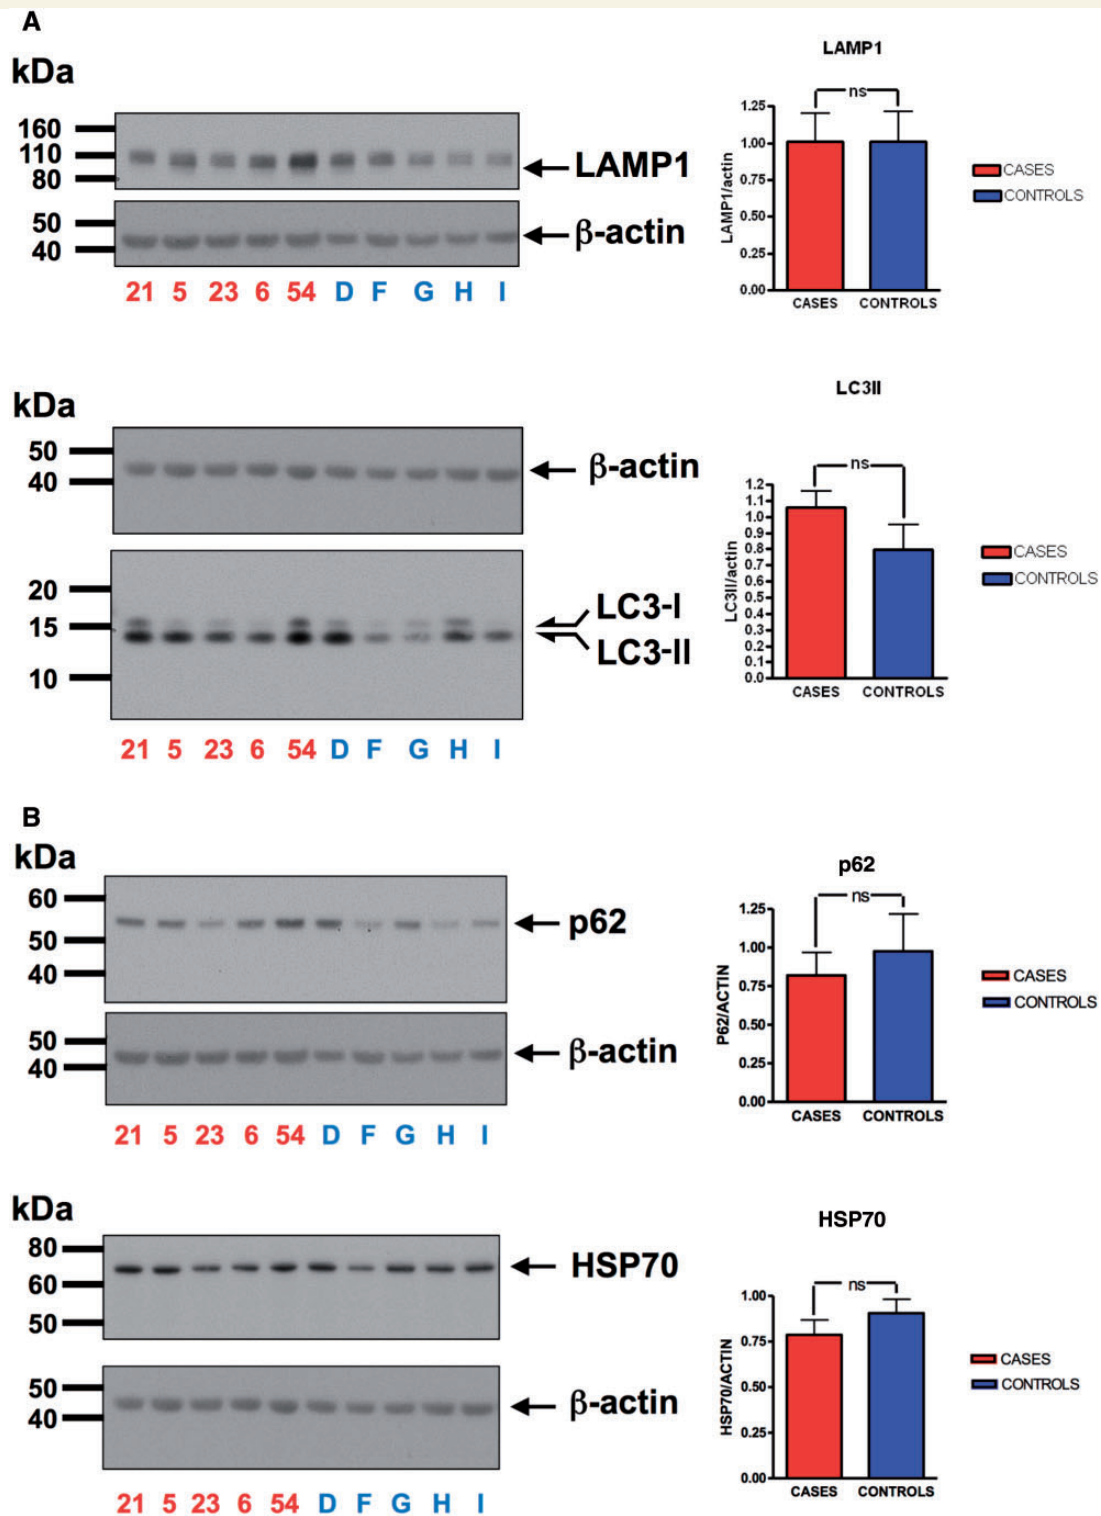 A
kDa
160
110
80
LAMP1
50
40
β-actin
21 5 23 6 54 D F G H I
LAMP1
ns
1.25
1.00
0.75
0.50
0.25
0.00
LAMP1/actin
CASES CONTROLS
CASES
CONTROLS
kDa
50
40
β-actin
20
15
10
LC3-I
LC3-II
21 5 23 6 54 D F G H I
LC3II
ns
1.2
1.1
1.0
0.9
0.8
0.7
0.6
0.5
0.4
0.3
0.2
0.1
0.0
LC3II/actin
CASES CONTROLS
CASES
CONTROLS
B
kDa
60
50
40
p62
50
40
β-actin
21 5 23 6 54 D F G H I
p62
ns
1.25
1.00
0.75
0.50
0.25
0.00
P62/ACTIN
CASES CONTROLS
CASES
CONTROLS
kDa
80
60
50
HSP70
50
40
β-actin
21 5 23 6 54 D F G H I
HSP70
ns
1.00
0.75
0.50
0.25
0.00
HSP70/ACTIN
CASES CONTROLS
CASES
CONTROLS